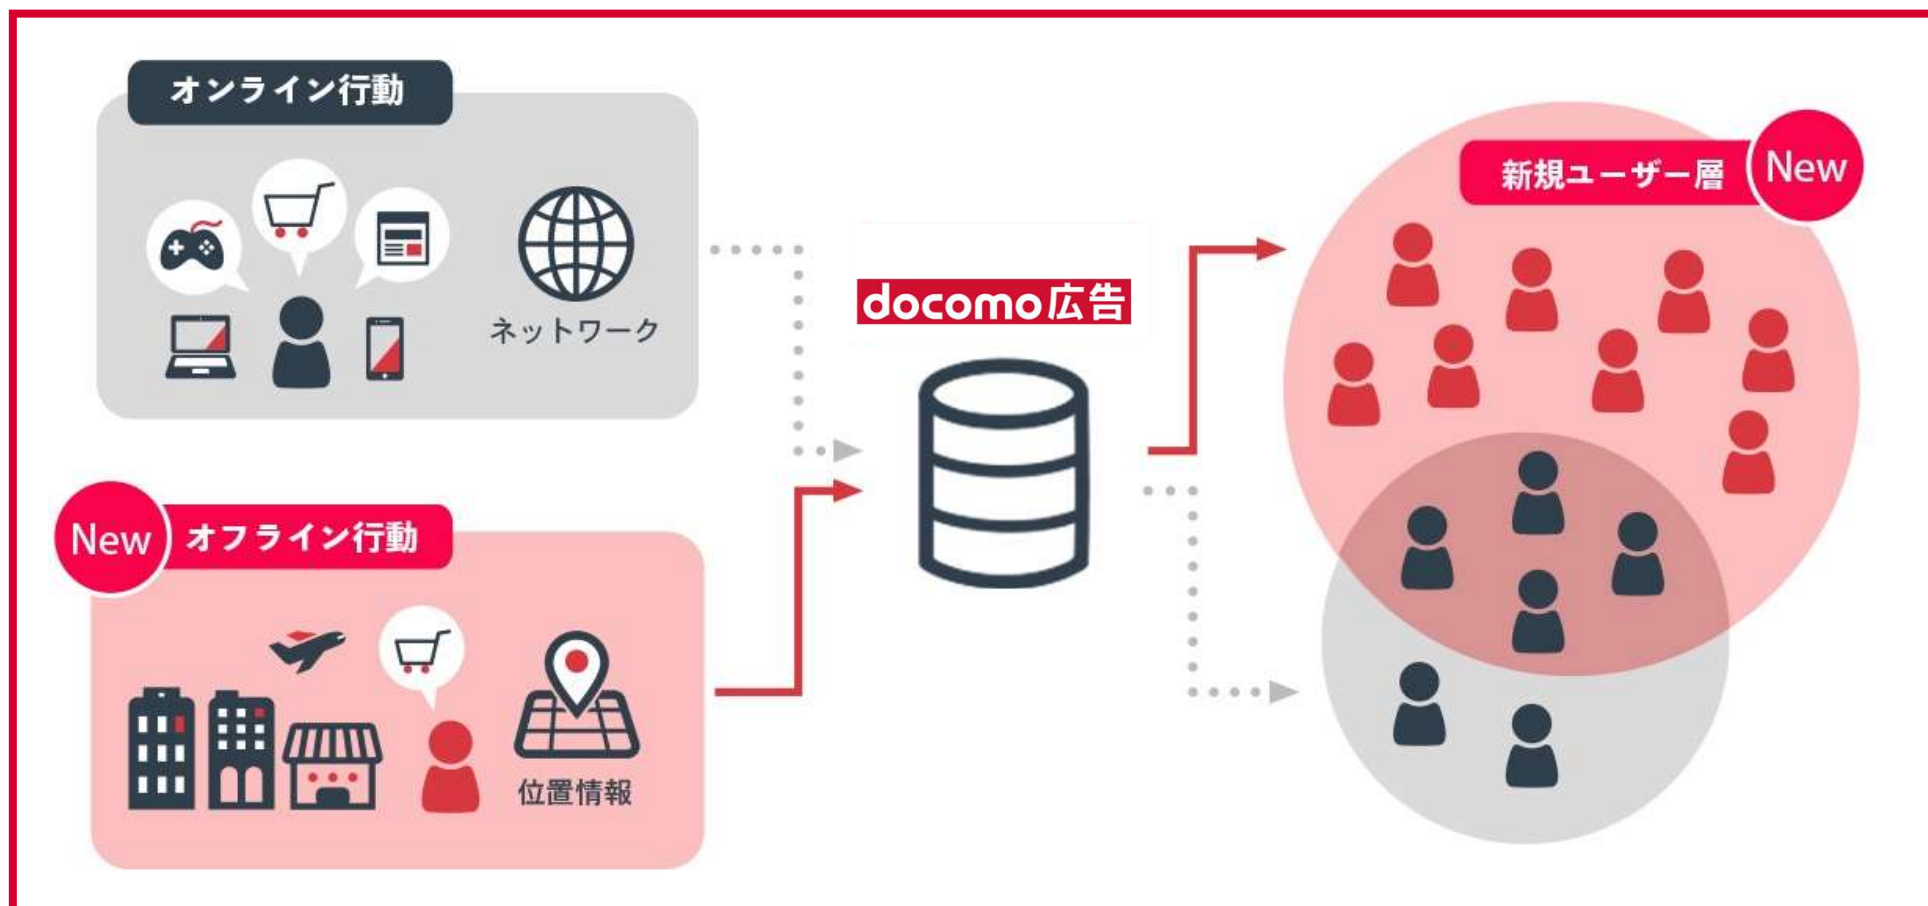 オンライン行動
ネットワーク
docomo広告
新規ユーザー層
New
New
オフライン行動
位置情報